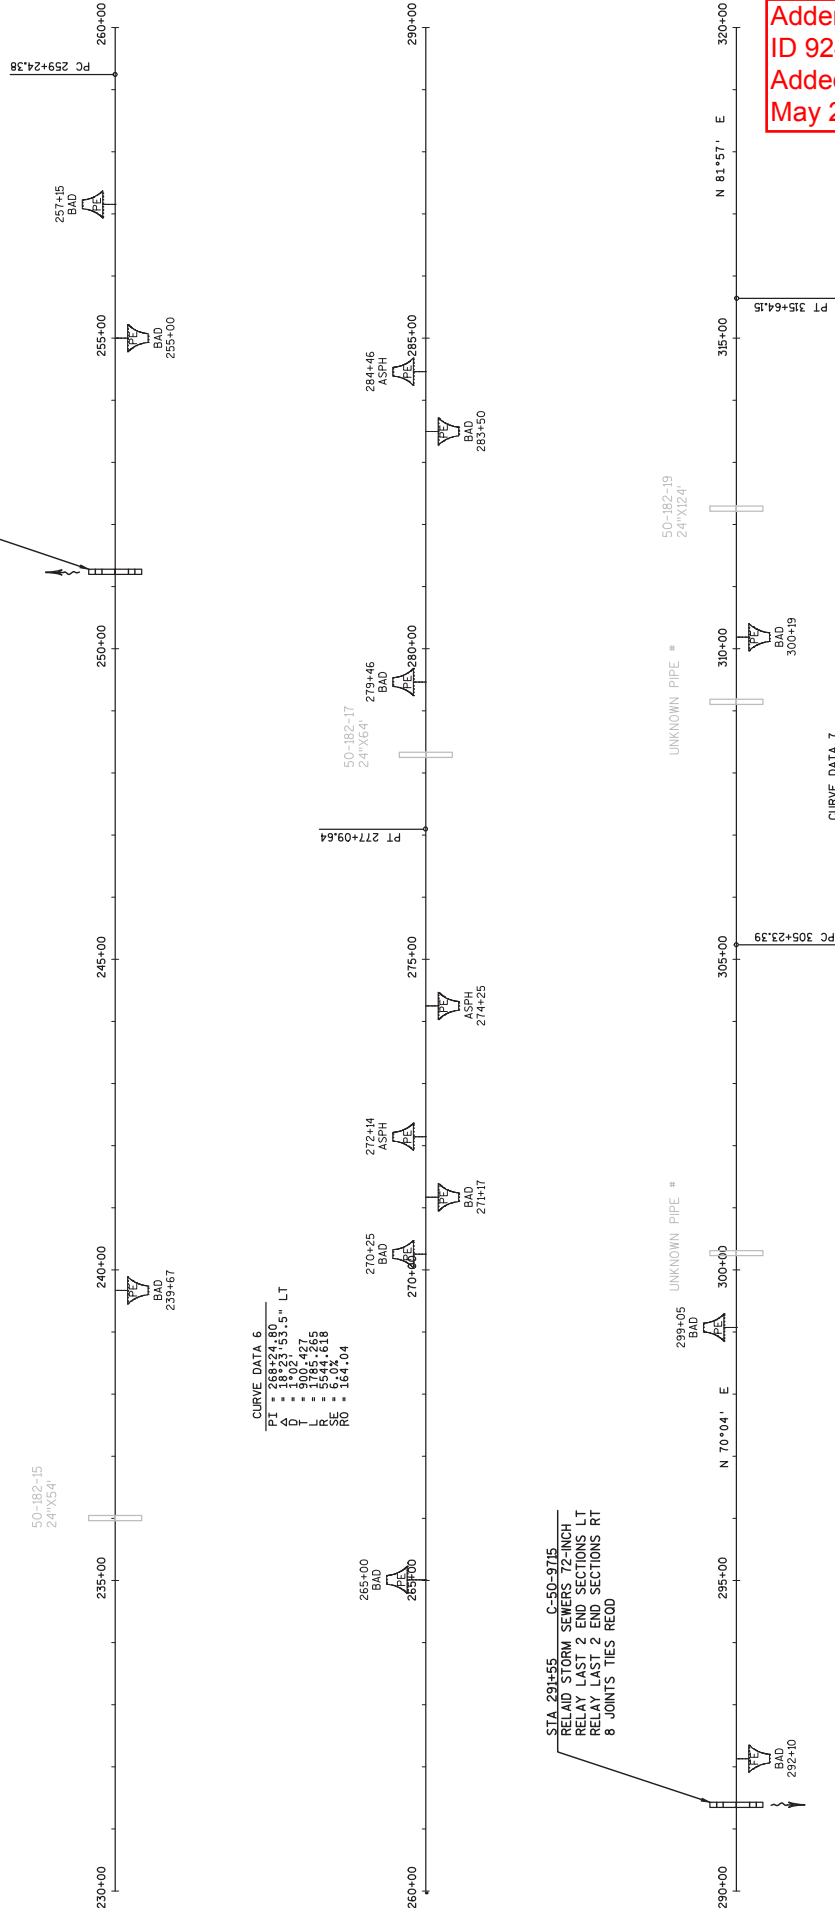 Adde
ID 92
Adde
May 2
230+00
235+00
240+00
245+00
250+00
255+00
260+00
50-182-15
24"X54'
PE
BAD
239+67
PE
BAD
255+00
257+15
BAD
PE
PC 259+24.38
CURVE DATA 6
PI = 268+24.80
Δ = 18°23'53.5" LT
D = 1°02'
T = 900.427
L = 1785.265
R = 5544.618
SE = 6.0%
RO = 164.04
260+00
265+00
270+00
275+00
280+00
285+00
290+00
265+00
BAD
PE
270+25
BAD
PE
PE
BAD
271+17
272+14
ASPH
PE
PE
ASPH
274+25
PT 277+09.64
50-182-17
24"X64'
279+46
BAD
PE
PE
BAD
283+50
284+46
ASPH
PE
STA 291+55 C-50-9715
RELAID STORM SEWERS 72-INCH
RELAY LAST 2 END SECTIONS LT
RELAY LAST 2 END SECTIONS RT
8 JOINTS TIES REQD
290+00
295+00
300+00
305+00
310+00
315+00
320+00
FE
BAD
292+10
N 70°04' E
299+05
BAD
PE
UNKNOWN PIPE #
PC 305+23.39
CURVE DATA 7
UNKNOWN PIPE #
PE
BAD
300+19
50-182-19
24"X124'
PT 315+64.15
N 81°57' E